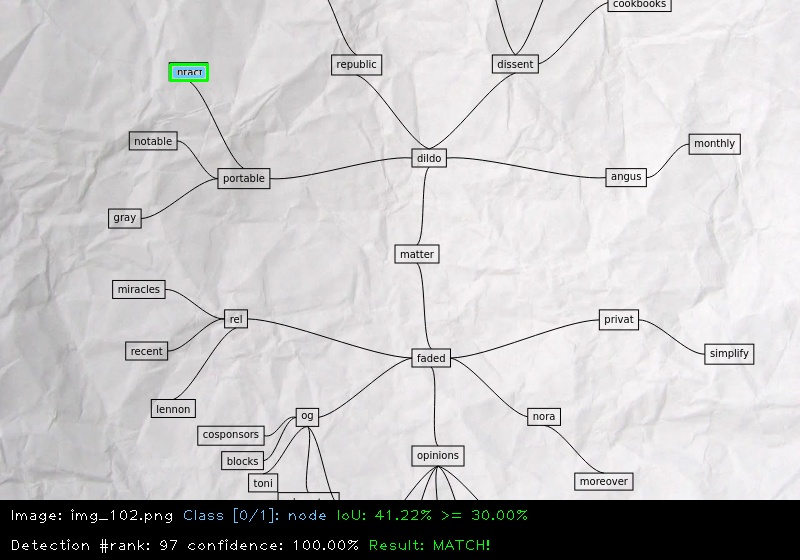 cookbooks
republic
dissent
notable
monthly
dildo
portable
angus
gray
matter
miracles
rel
privat
recent
faded
simplify
lennon
og
nora
cosponsors
opinions
blocks
toni
moreover
Image: img_102.png Class [0/1]: node IoU: 41.22% >= 30.00%
Detection #rank: 97 confidence: 100.00% Result: MATCH!